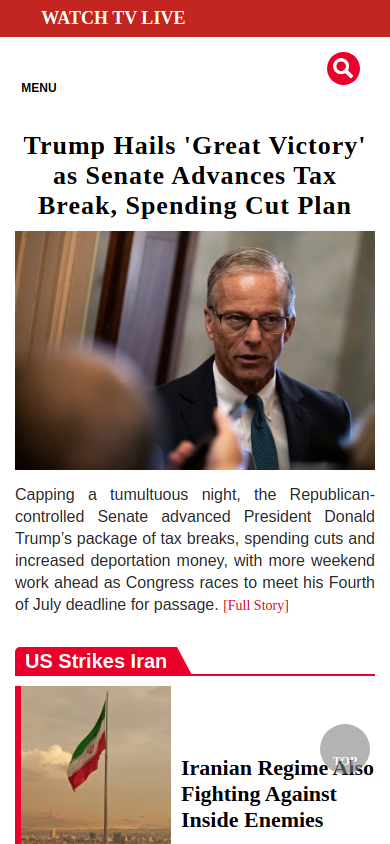 WATCH TV LIVE
MENU
Trump Hails 'Great Victory'
as Senate Advances Tax
Break, Spending Cut Plan
Capping a tumultuous night, the Republican-
controlled Senate advanced President Donald
Trump’s package of tax breaks, spending cuts and
increased deportation money, with more weekend
work ahead as Congress races to meet his Fourth
of July deadline for passage. [Full Story]
US Strikes Iran
TOP
Iranian Regime Also
Fighting Against
Inside Enemies